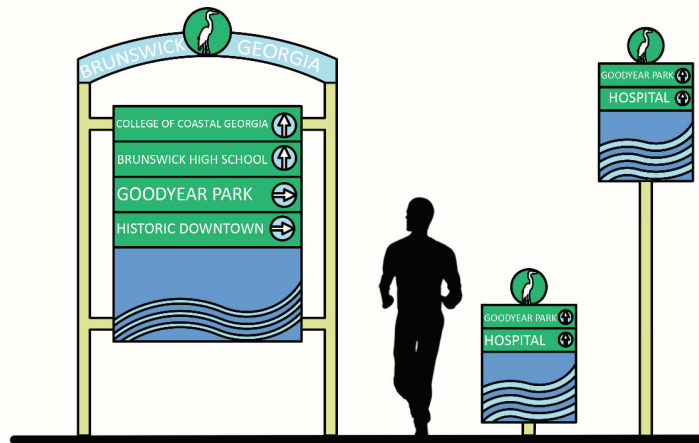 BRUNSWICK GEORGIA
COLLEGE OF COASTAL GEORGIA
BRUNSWICK HIGH SCHOOL
GOODYEAR PARK
HISTORIC DOWNTOWN
GOODYEAR PARK
HOSPITAL
GOODYEAR PARK
HOSPITAL